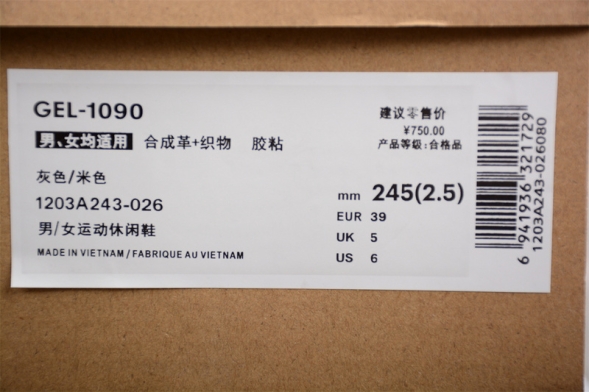 GEL-1090
男、女均适用 合成革+织物 胶粘
灰色/米色
1203A243-026
男/女运动休闲鞋
MADE IN VIETNAM / FABRIQUE AU VIETNAM
建议零售价
¥750.00
产品等级:合格品
mm 245(2.5)
EUR 39
UK 5
US 6
6 941936 321729
1203A243-026080